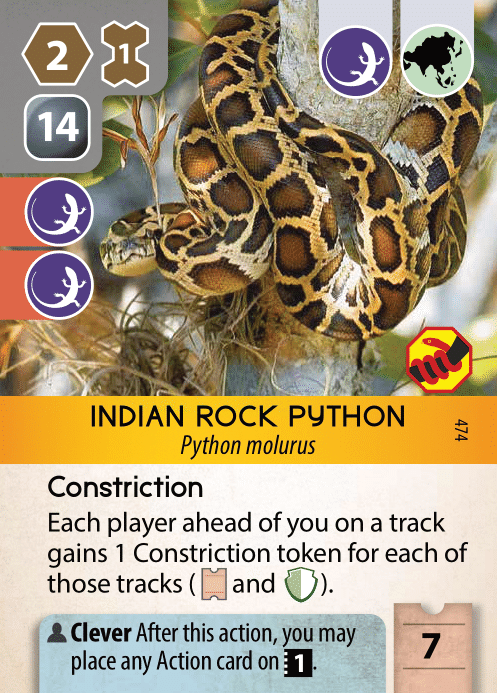 2
1
14
INDIAN ROCK PYTHON
Python molurus
474
Constriction
Each player ahead of you on a track
gains 1 Constriction token for each of
those tracks ( and ).
Clever After this action, you may
place any Action card on 1.
7